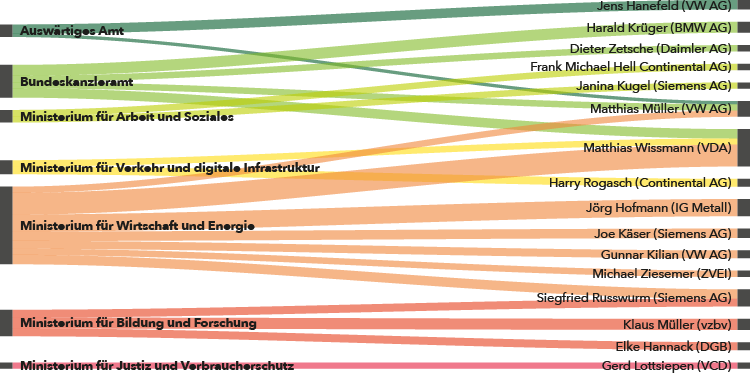 Auswärtiges Amt
Bundeskanzleramt
Ministerium für Arbeit und Soziales
Ministerium für Verkehr und digitale Infrastruktur
Ministerium für Wirtschaft und Energie
Ministerium für Bildung und Forschung
Ministerium für Justiz und Verbraucherschutz
Jens Hanefeld (VW AG)
Harald Krüger (BMW AG)
Dieter Zetsche (Daimler AG)
Frank Michael Hell Continental AG)
Janina Kugel (Siemens AG)
Matthias Müller (VW AG)
Matthias Wissmann (VDA)
Harry Rogasch (Continental AG)
Jörg Hofmann (IG Metall)
Joe Käser (Siemens AG)
Gunnar Kilian (VW AG)
Michael Ziesemer (ZVEI)
Siegfried Russwurm (Siemens AG)
Klaus Müller (vzbv)
Elke Hannack (DGB)
Gerd Lottsiepen (VCD)